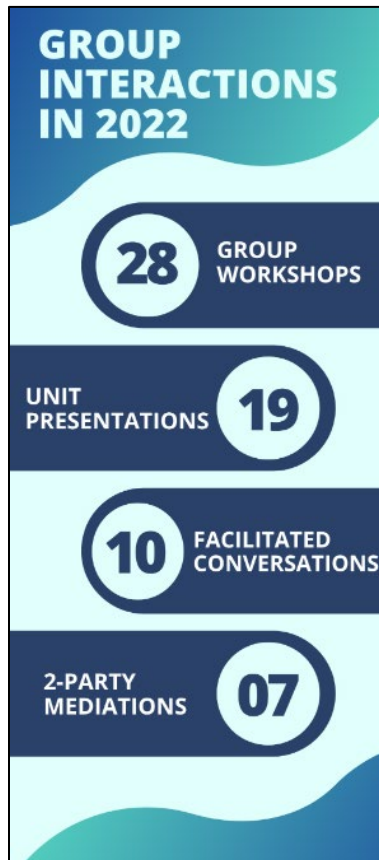 GROUP
INTERACTIONS
IN 2022
28
GROUP
WORKSHOPS
UNIT
PRESENTATIONS
19
10
FACILITATED
CONVERSATIONS
2-PARTY
MEDIATIONS
07